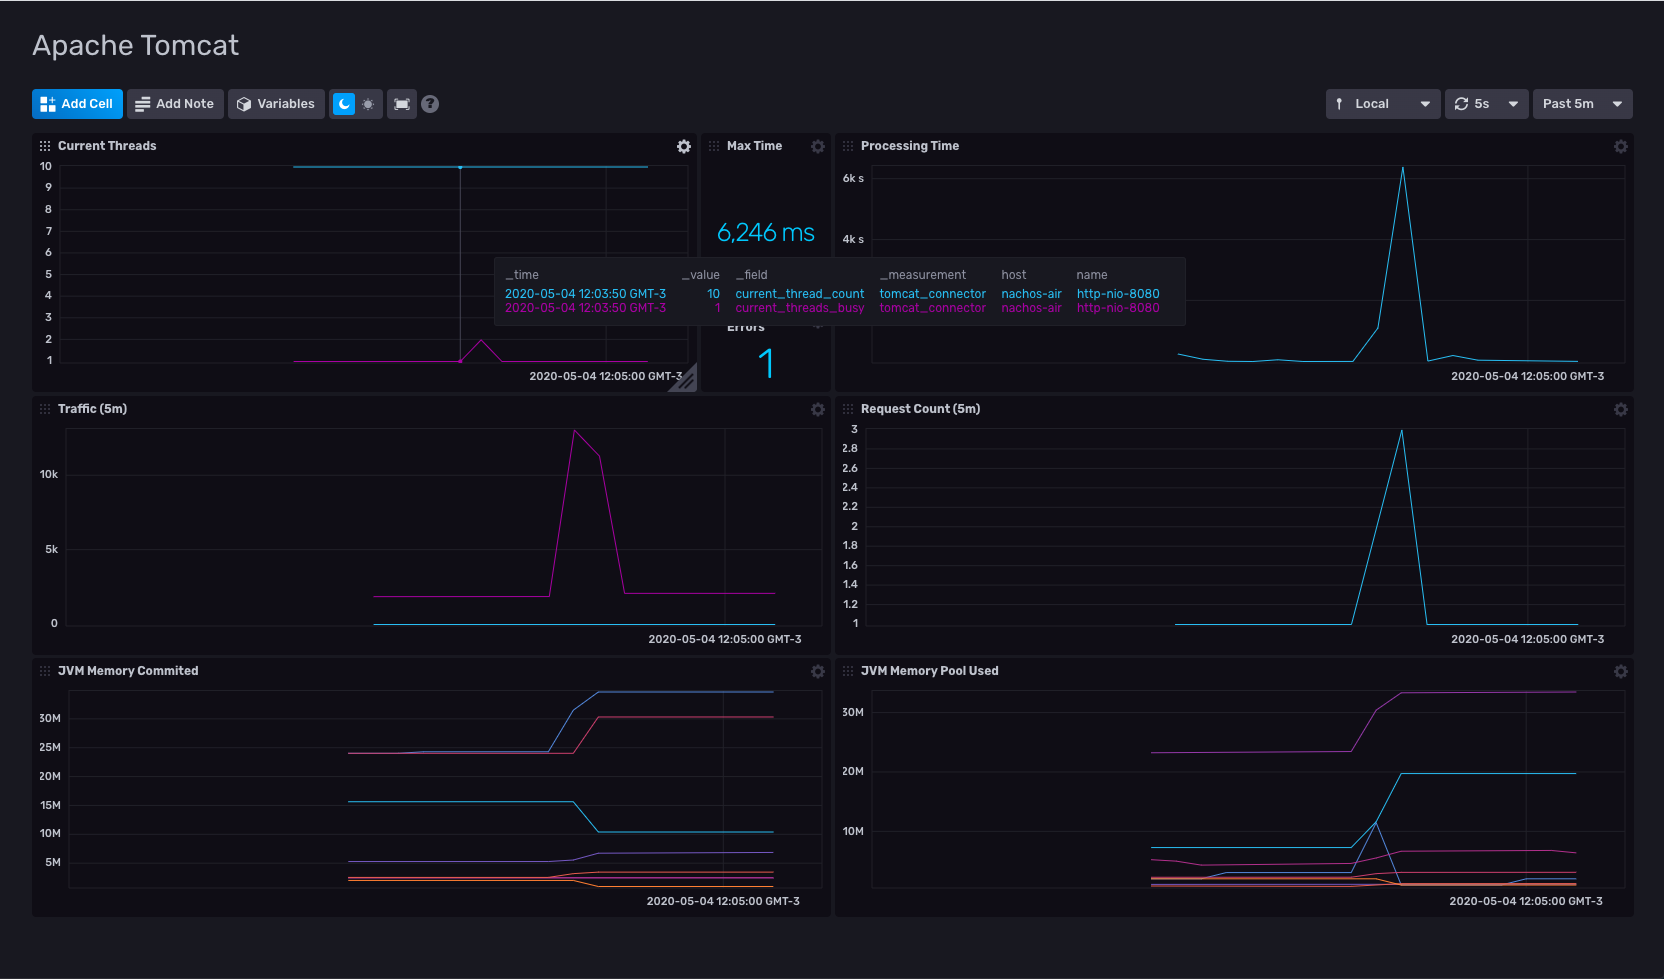 Apache Tomcat
Add Cell Add Note Variables ? Local 5s Past 5m
Current Threads
10
9
8
7
6
5
4
3
2
1
2020-05-04 12:05:00 GMT-3
Max Time
6,246 ms
Processing Time
6k s
4k s
2020-05-04 12:05:00 GMT-3
_time _value _field _measurement host name
2020-05-04 12:03:50 GMT-3 10 current_thread_count tomcat_connector nachos-air http-nio-8080
2020-05-04 12:03:50 GMT-3 1 current_threads_busy tomcat_connector nachos-air http-nio-8080
Errors
1
Traffic (5m)
10k
5k
0
2020-05-04 12:05:00 GMT-3
Request Count (5m)
3
2.8
2.6
2.4
2.2
2
1.8
1.6
1.4
1.2
1
2020-05-04 12:05:00 GMT-3
JVM Memory Commited
30M
25M
20M
15M
10M
5M
2020-05-04 12:05:00 GMT-3
JVM Memory Pool Used
30M
20M
10M
2020-05-04 12:05:00 GMT-3